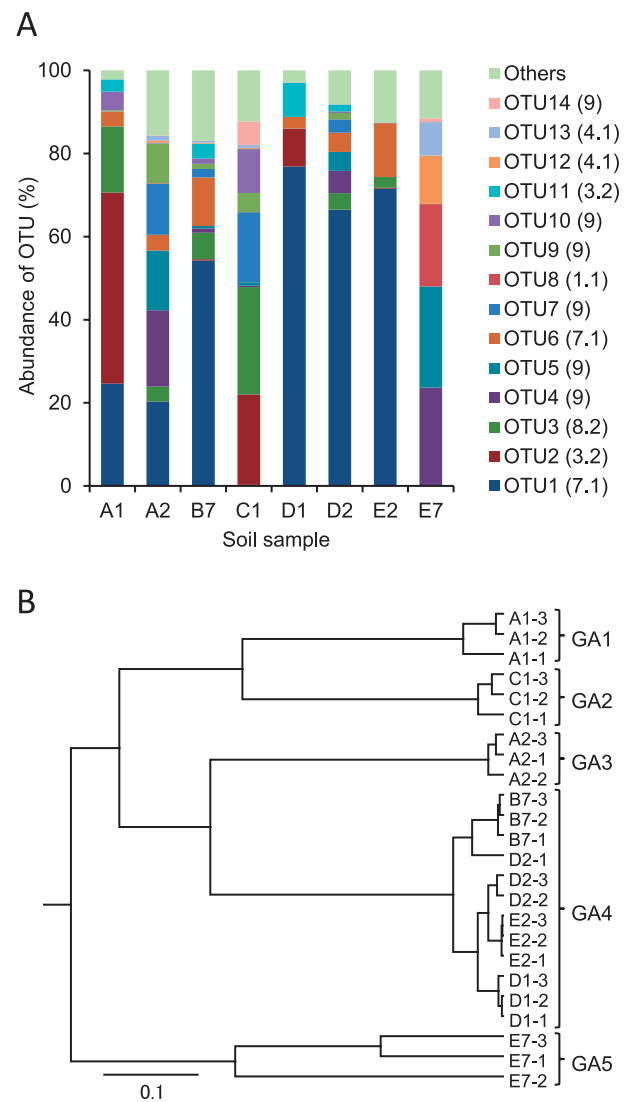 A
Abundance of OTU (%)
100
80
60
40
20
0
A1 A2 B7 C1 D1 D2 E2 E7
Soil sample
Others
OTU14 (9)
OTU13 (4.1)
OTU12 (4.1)
OTU11 (3.2)
OTU10 (9)
OTU9 (9)
OTU8 (1.1)
OTU7 (9)
OTU6 (7.1)
OTU5 (9)
OTU4 (9)
OTU3 (8.2)
OTU2 (3.2)
OTU1 (7.1)
B
A1-3
A1-2
A1-1
GA1
C1-3
C1-2
C1-1
GA2
A2-3
A2-1
A2-2
GA3
B7-3
B7-2
B7-1
D2-1
D2-3
D2-2
E2-3
E2-2
E2-1
D1-3
D1-2
D1-1
GA4
E7-3
E7-1
E7-2
GA5
0.1